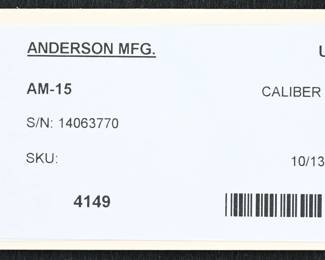 ANDERSON MFG. U
AM-15 CALIBER
S/N: 14063770
SKU: 10/13
4149